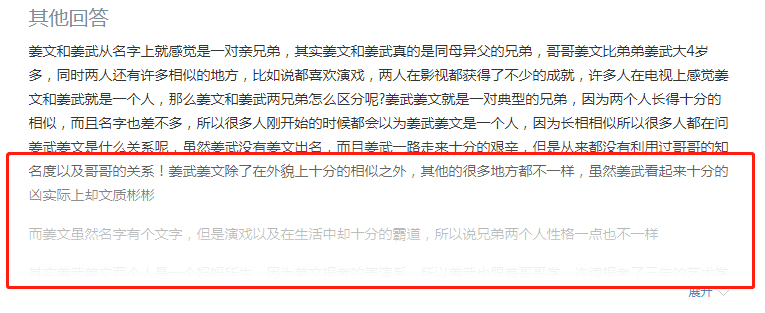 其他回答
姜文和姜武从名字上就感觉是一对亲兄弟，其实姜文和姜武真的是同母异父的兄弟，哥哥姜文比弟弟姜武大4岁
多，同时两人还有许多相似的地方，比如说都喜欢演戏，两人在影视都获得了不少的成就，许多人在电视上感觉姜
文和姜武就是一个人，那么姜文和姜武两兄弟怎么区分呢?姜武姜文就是一对典型的兄弟，因为两个人长得十分的
相似，而且名字也差不多，所以很多人刚开始的时候都会以为姜武姜文是一个人，因为长相相似所以很多人都在问
姜武姜文是什么关系呢，虽然姜武没有姜文出名，而且姜武一路走来十分的艰辛，但是从来都没有利用过哥哥的知
名度以及哥哥的关系！姜武姜文除了在外貌上十分的相似之外，其他的很多地方都不一样，虽然姜武看起来十分的
凶实际上却文质彬彬
而姜文虽然名字有个文字，但是演戏以及在生活中却十分的霸道，所以说兄弟两个人性格一点也不一样
展开